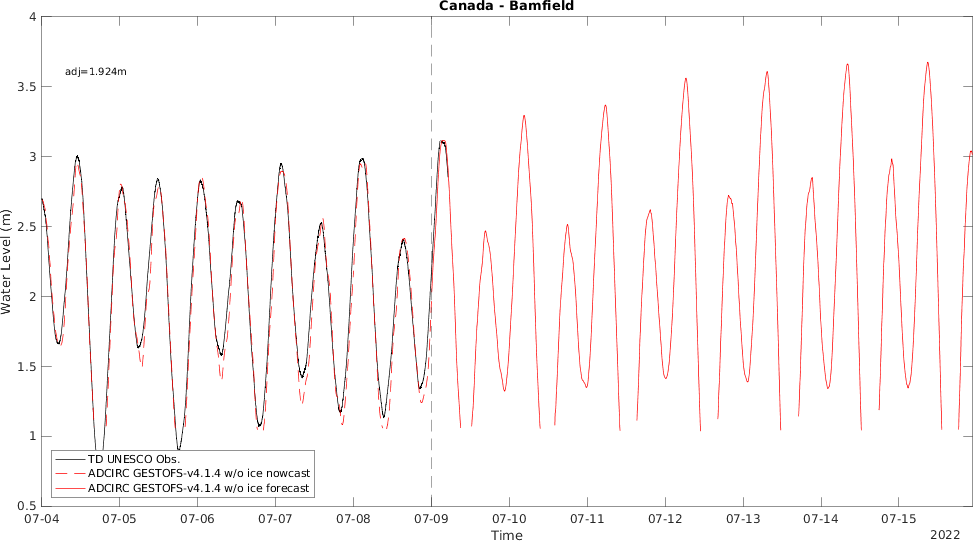 Canada - Bamfield
adj=1.924m
Water Level (m)
4
3.5
3
2.5
2
1.5
1
0.5
TD UNESCO Obs.
ADCIRC GESTOFS-v4.1.4 w/o ice nowcast
ADCIRC GESTOFS-v4.1.4 w/o ice forecast
07-04 07-05 07-06 07-07 07-08 07-09 07-10 07-11 07-12 07-13 07-14 07-15
Time
2022